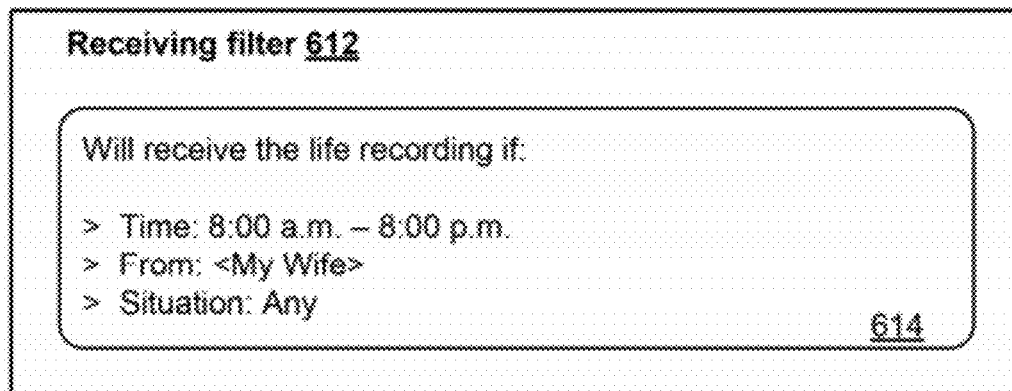 Receiving filter 612
Will receive the life recording if:
> Time: 8:00 a.m. – 8:00 p.m.
> From: <My Wife>
> Situation: Any
614